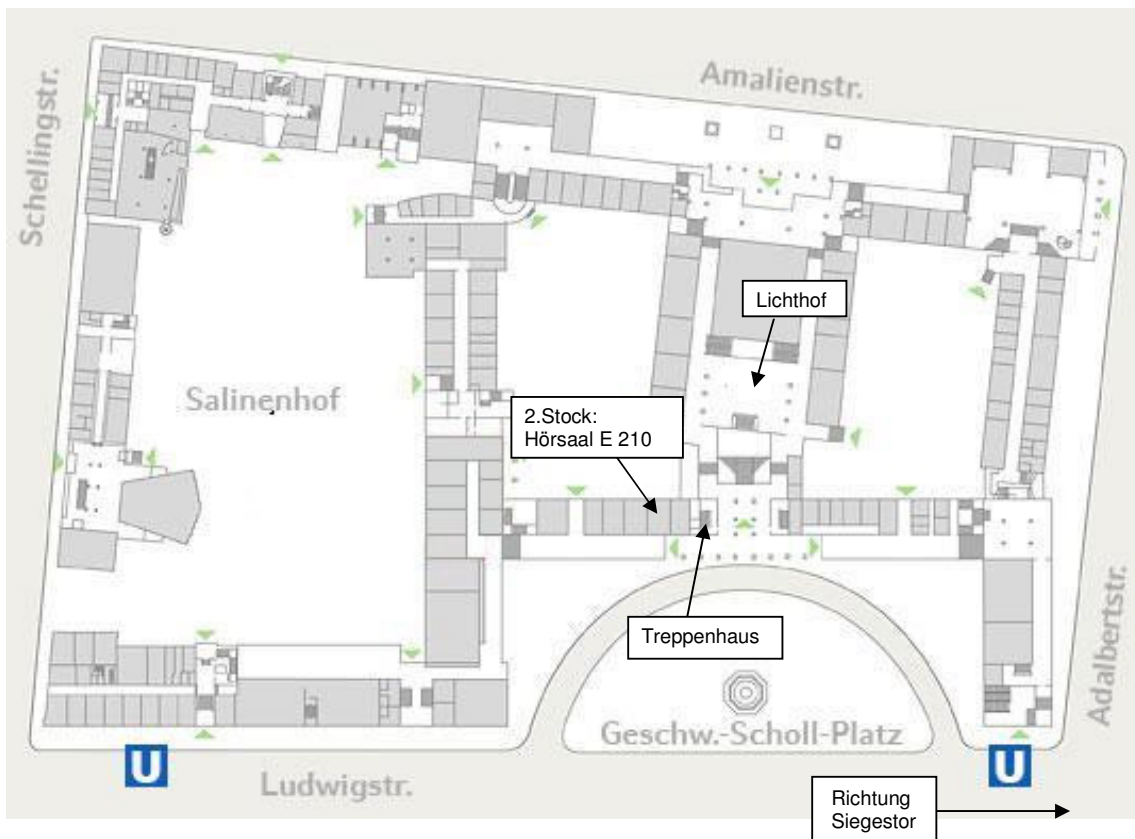 Amalienstr.
Schellingstr.
Lichthof
Salinenhof
2.Stock:
Hörsaal E 210
Treppenhaus
Adalbertstr.
Geschw.-Scholl-Platz
U
U
Ludwigstr.
Richtung
Siegestor